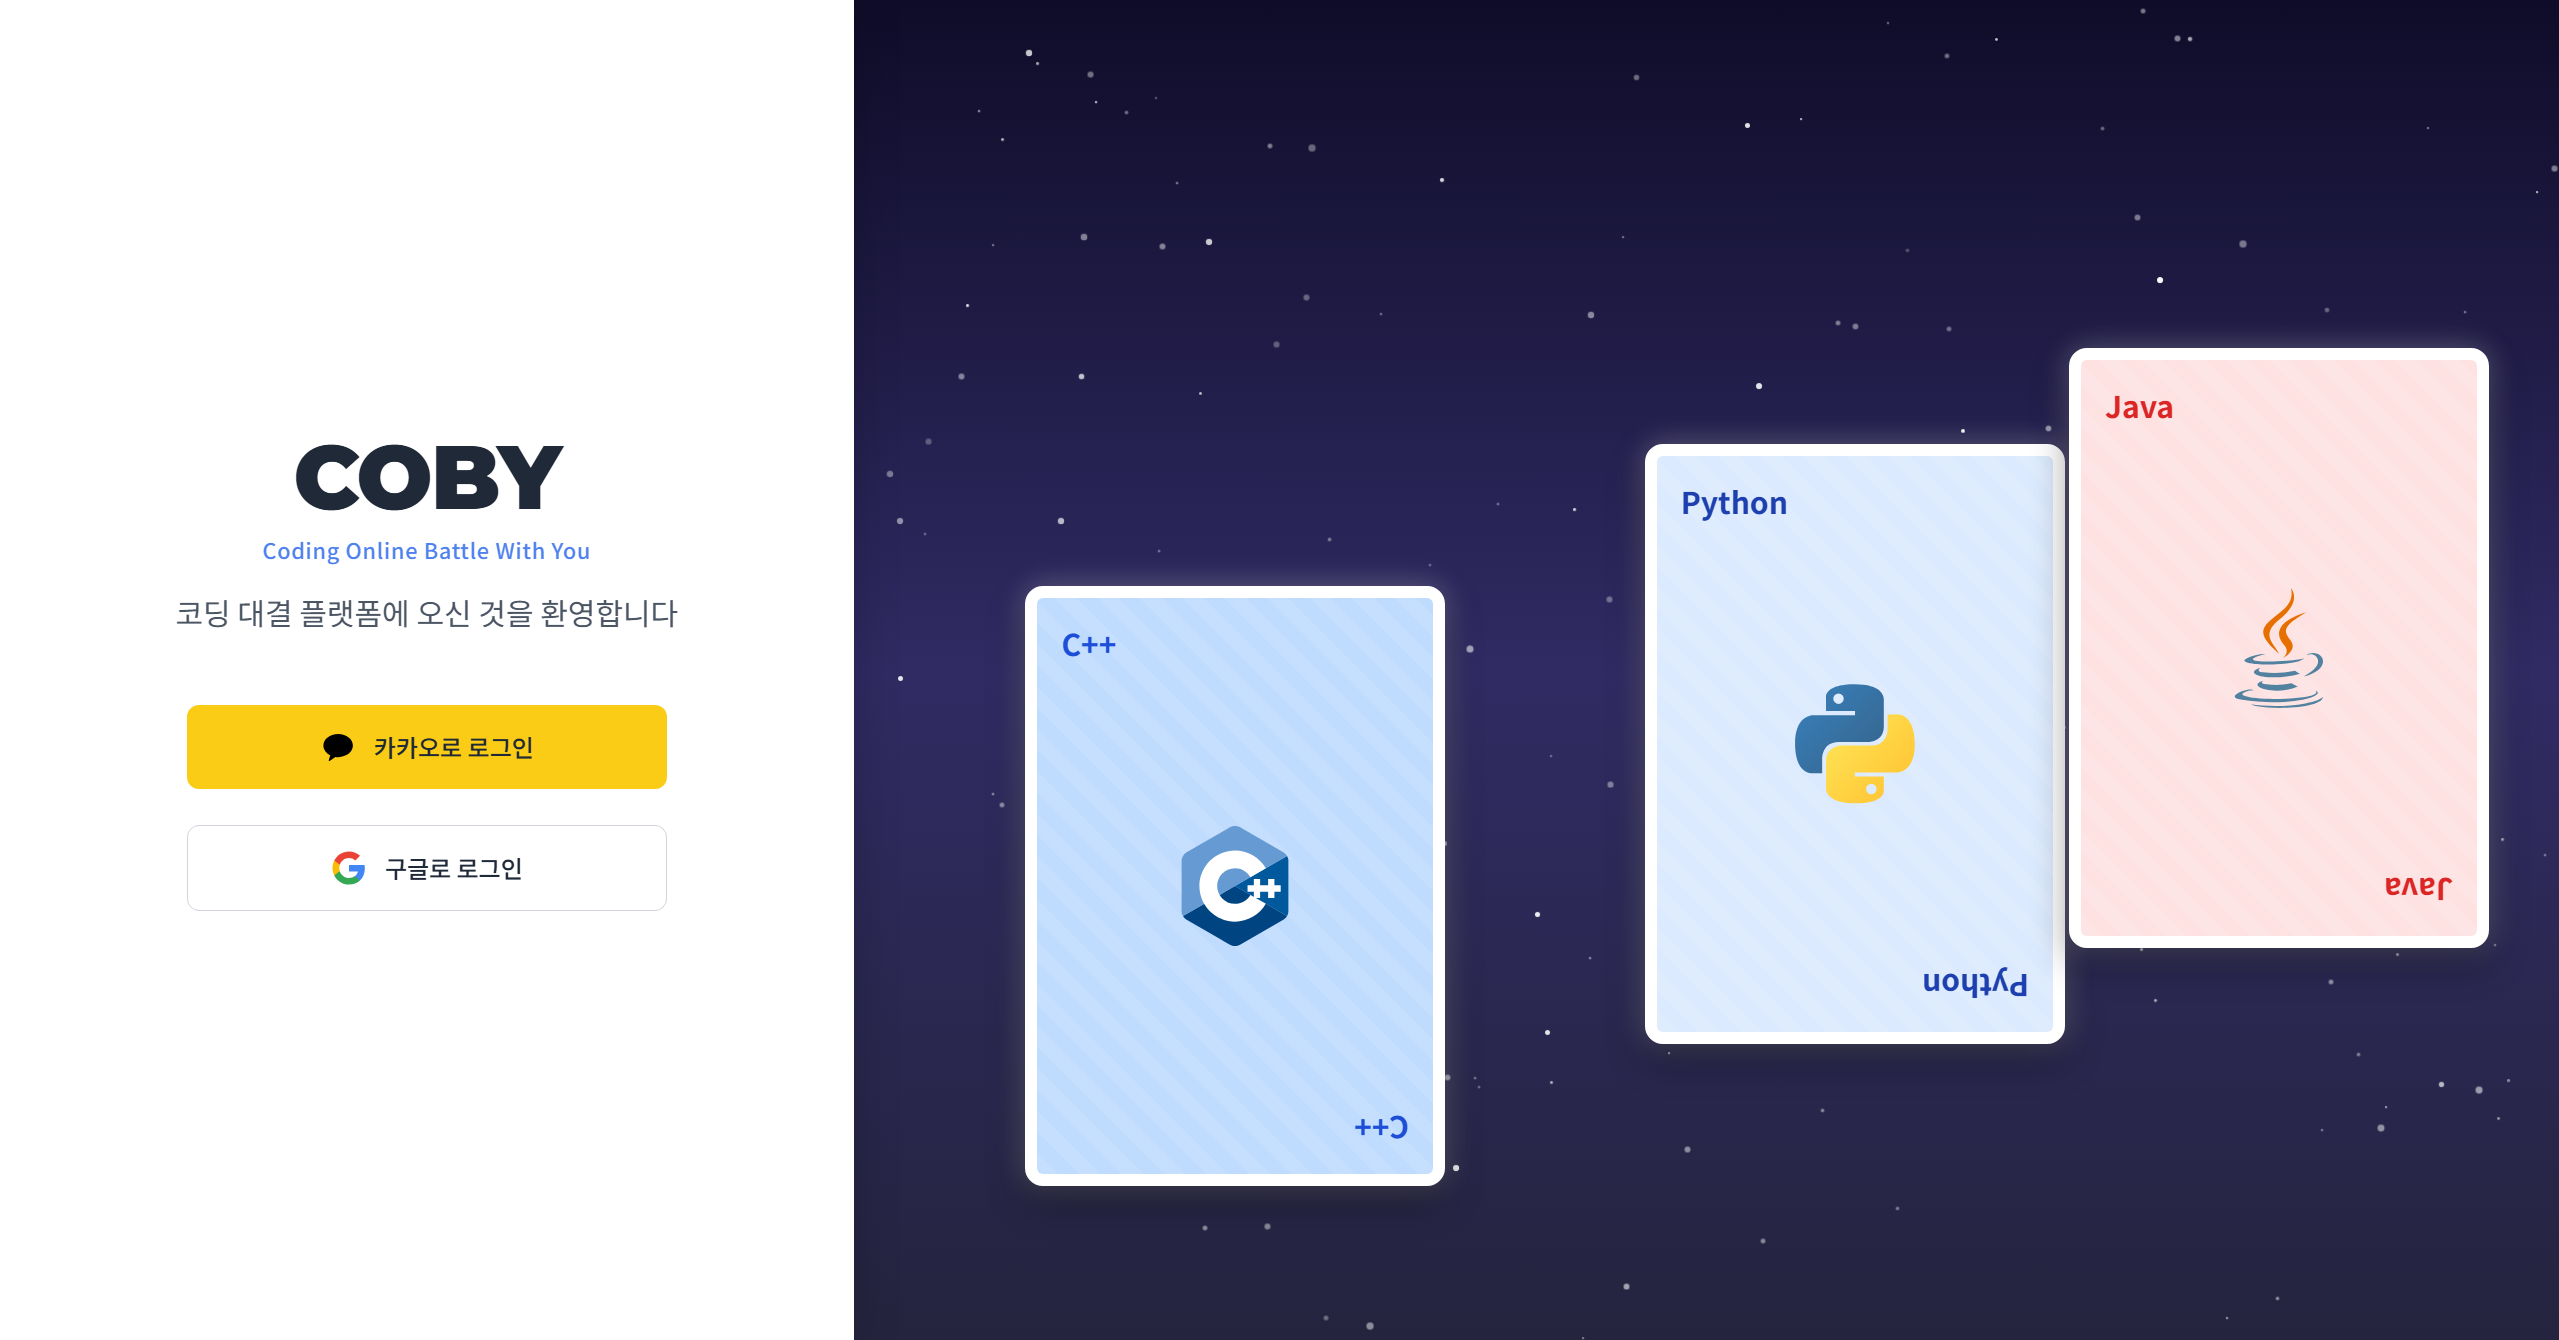 COBY
Coding Online Battle With You
코딩 대결 플랫폼에 오신 것을 환영합니다
카카오로 로그인
구글로 로그인
C++
C++
C++
Python
Python
Java
Java